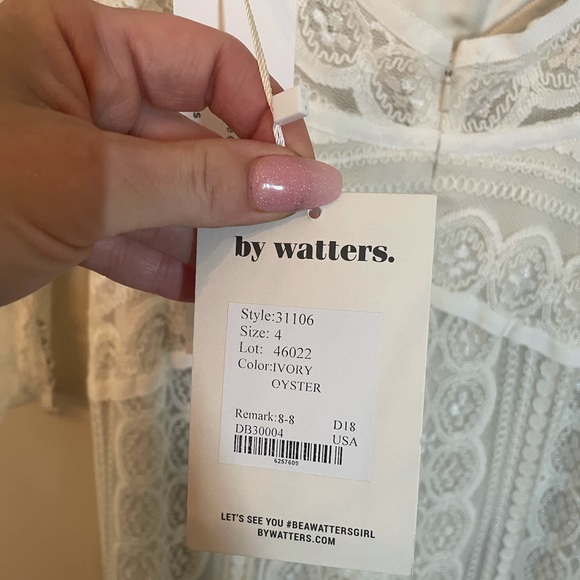 by watters.
Style:31106
Size: 4
Lot: 46022
Color:IVORY
OYSTER
Remark:8-8 D18
DB30004 USA
6257609
LET'S SEE YOU #BEAWATTERSGIRL
BYWATTERS.COM